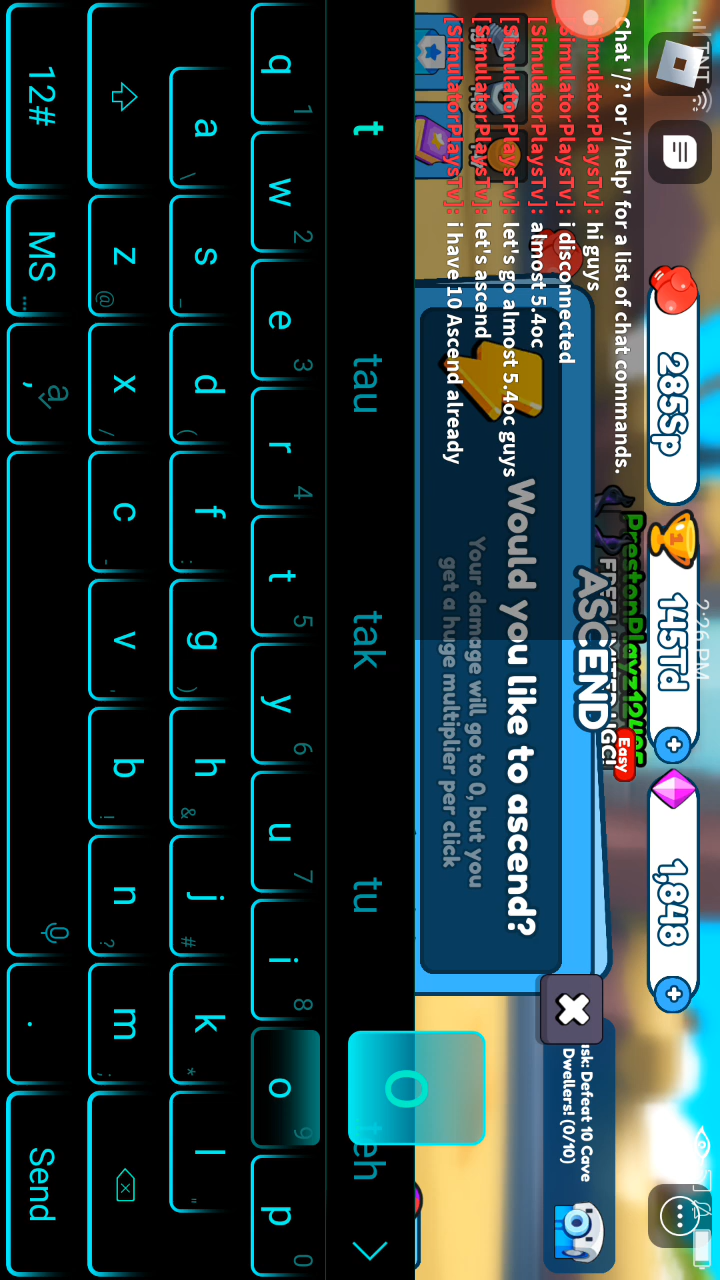 TNT
2:26 PM
285Sp
145Td
1,848
Chat '/?' or '/help' for a list of chat commands.
[SimulatorPlaysTv]: hi guys
[SimulatorPlaysTv]: i disconnected
[SimulatorPlaysTv]: almost 5.4oc
[SimulatorPlaysTv]: let's go almost 5.4oc guys
[SimulatorPlaysTv]: let's ascend
[SimulatorPlaysTv]: i have 10 Ascend already
Easy
ASCEND
Would you like to ascend?
Your damage will go to 0, but you
get a huge multiplier per click
Defeat 10 Cave
Dwellers! (0/10)
t tau tak tu
O
q 1 w 2 e 3 r 4 t 5 y 6 u 7 i 8 o 9 p 0
a \ s _ d ( f : g ) h & j # k * l "
z @ x / c - v ' b ! n ? m ;
12# MS ... , a . Send